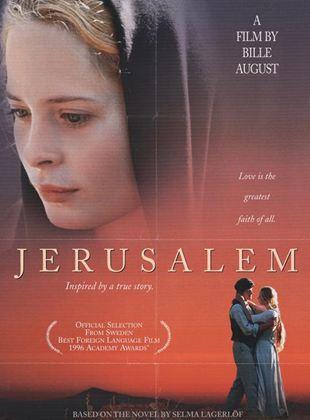 A
FILM BY
BILLE
AUGUST
Love is the
greatest
faith of all.
JERUSALEM
Inspired by a true story.
OFFICIAL SELECTION
FROM SWEDEN
BEST FOREIGN LANGUAGE FILM
1996 ACADEMY AWARDS®
BASED ON THE NOVEL BY SELMA LAGERLÖF